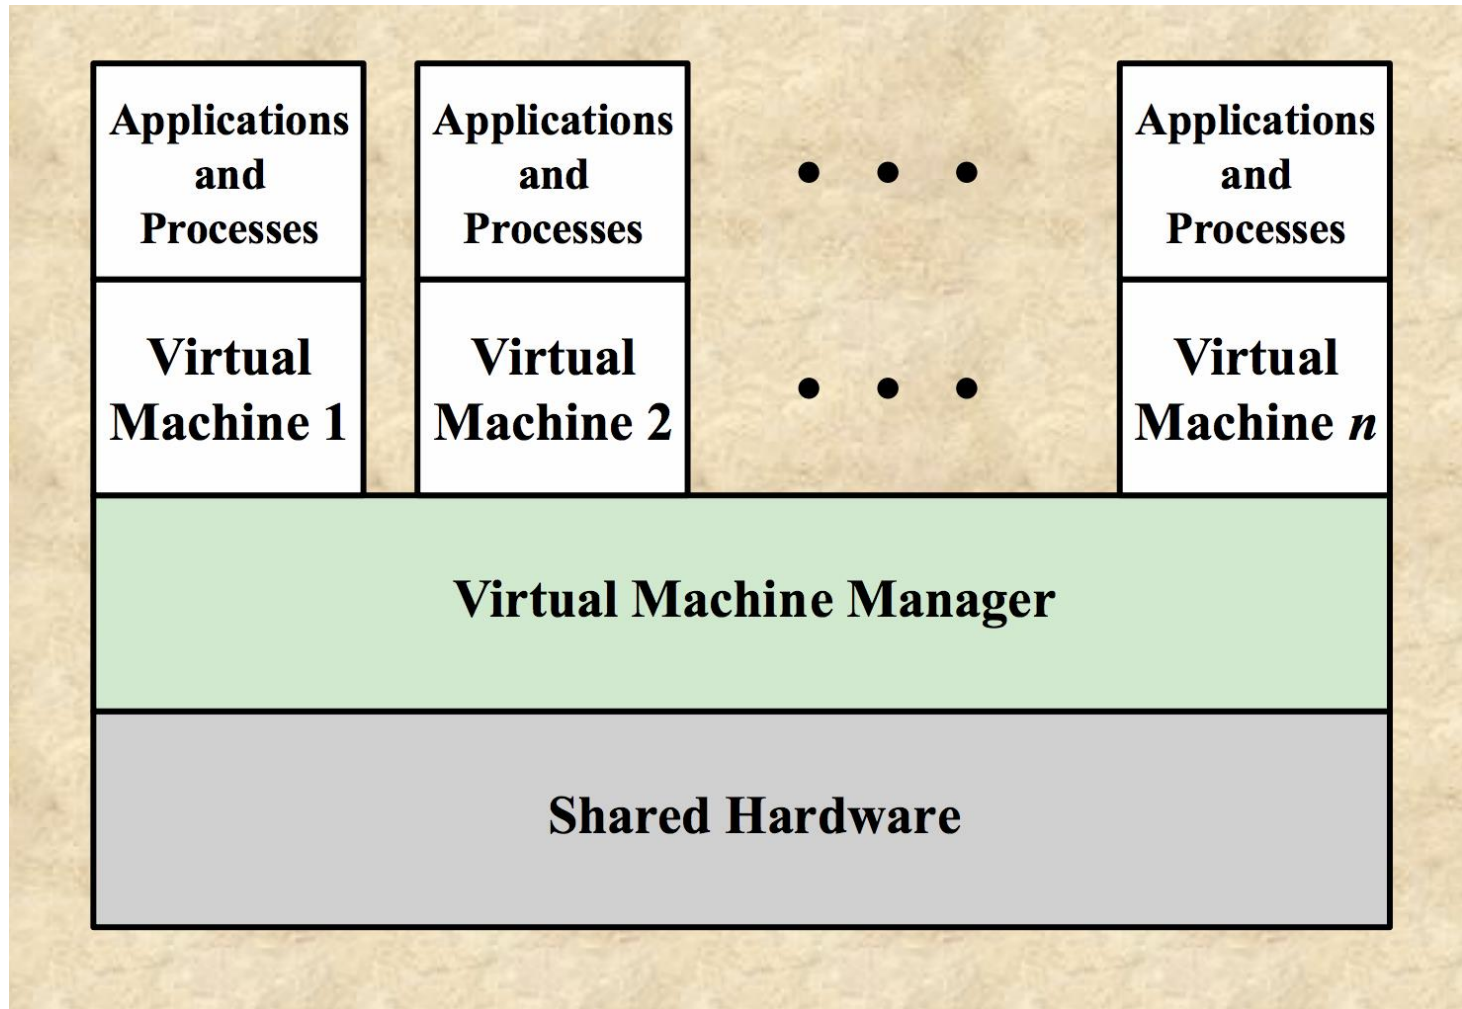 Applications
and
Processes
Applications
and
Processes
• • •
Applications
and
Processes
Virtual
Machine 1
Virtual
Machine 2
• • •
Virtual
Machine n
Virtual Machine Manager
Shared Hardware